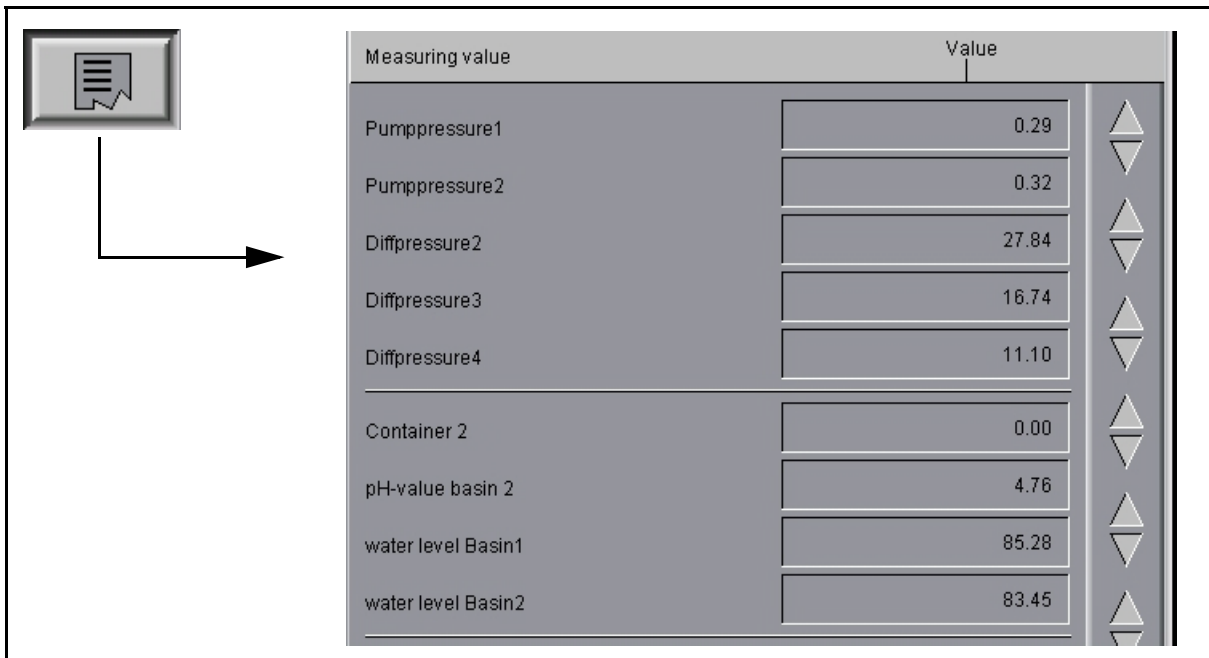 Measuring value Value
Pumppressure1 0.29
Pumppressure2 0.32
Diffpressure2 27.84
Diffpressure3 16.74
Diffpressure4 11.10
Container 2 0.00
pH-value basin 2 4.76
water level Basin1 85.28
water level Basin2 83.45